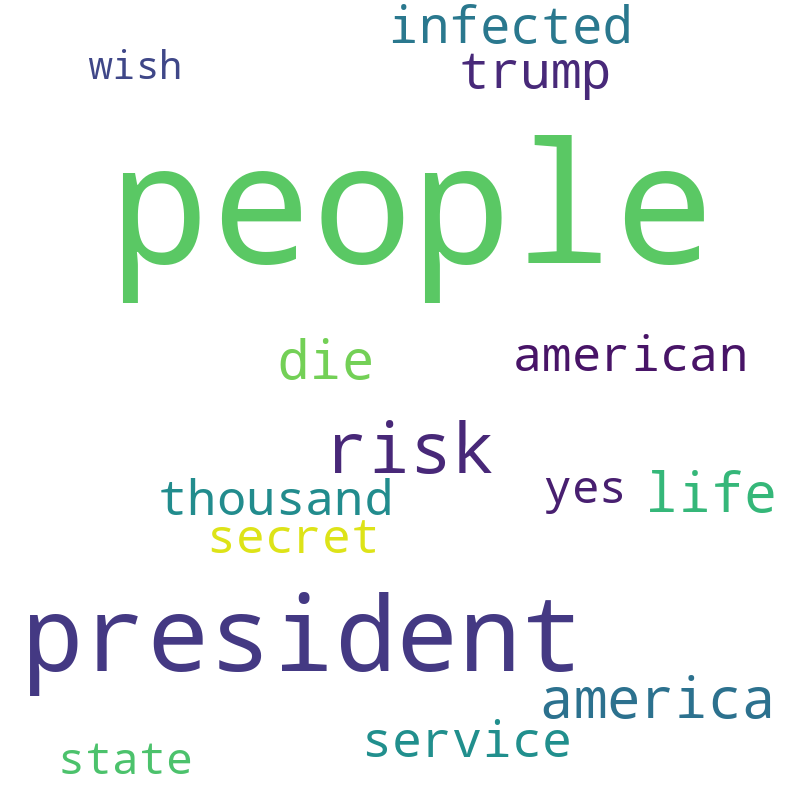 infected
wish
trump
people
die
american
risk
yes
life
thousand
secret
president
america
service
state